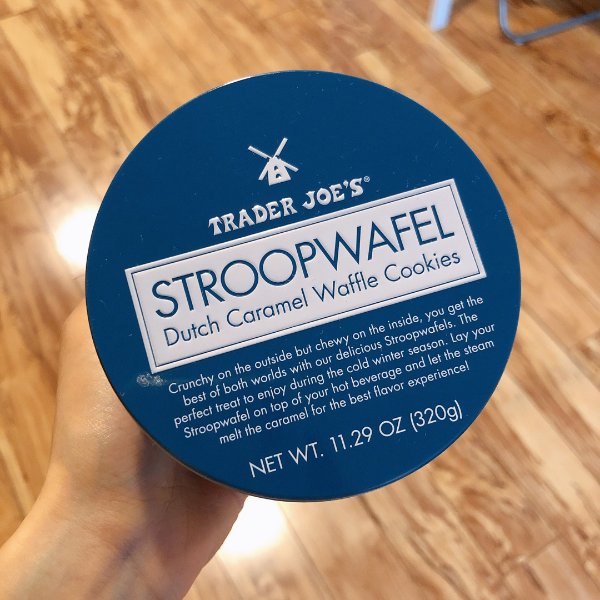 TRADER JOE'S®
STROOPWAFEL
Dutch Caramel Waffle Cookies
Crunchy on the outside but chewy on the inside, you get the
best of both worlds with our delicious Stroopwafels. The
perfect treat to enjoy during the cold winter season. Lay your
Stroopwafel on top of your hot beverage and let the steam
melt the caramel for the best flavor experience!
NET WT. 11.29 OZ (320g)